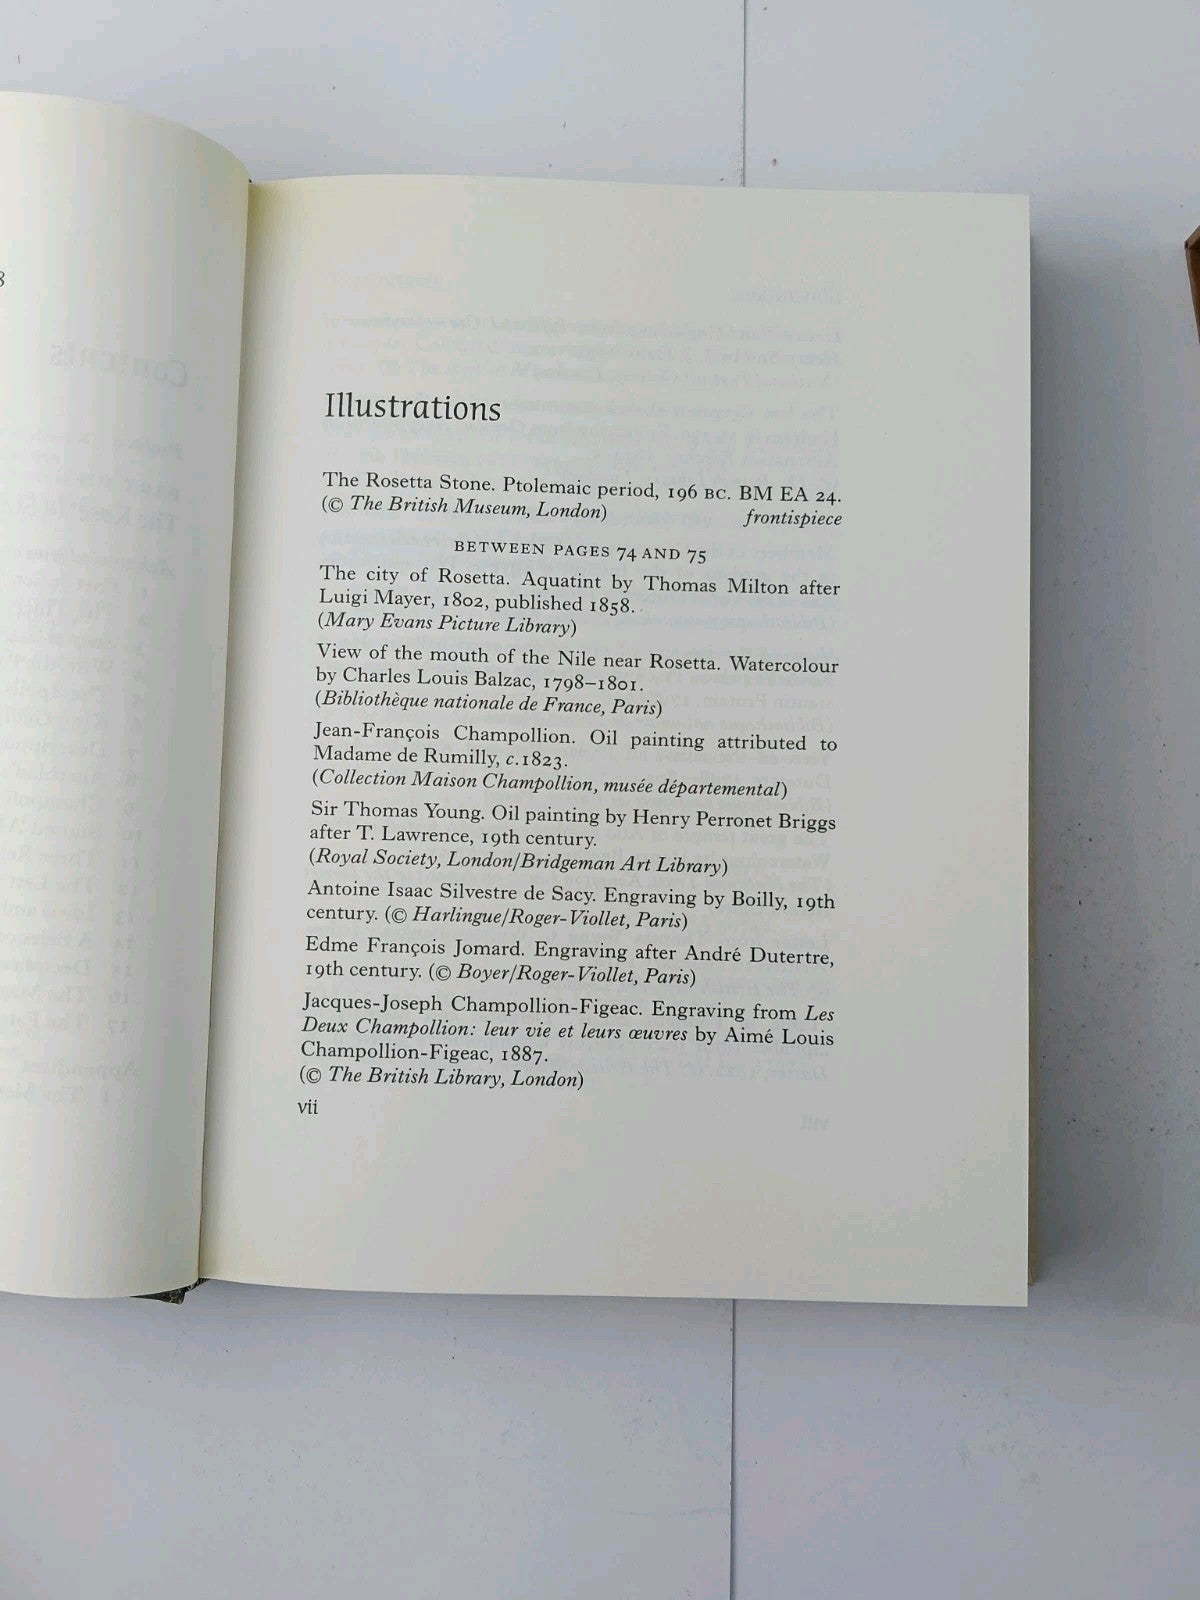 Illustrations
The Rosetta Stone. Ptolemaic period, 196 BC. BM EA 24.
(© The British Museum, London) frontispiece
BETWEEN PAGES 74 AND 75
The city of Rosetta. Aquatint by Thomas Milton after
Luigi Mayer, 1802, published 1858.
(Mary Evans Picture Library)
View of the mouth of the Nile near Rosetta. Watercolour
by Charles Louis Balzac, 1798–1801.
(Bibliothèque nationale de France, Paris)
Jean-François Champollion. Oil painting attributed to
Madame de Rumilly, c.1823.
(Collection Maison Champollion, musée départemental)
Sir Thomas Young. Oil painting by Henry Perronet Briggs
after T. Lawrence, 19th century.
(Royal Society, London/Bridgeman Art Library)
Antoine Isaac Silvestre de Sacy. Engraving by Boilly, 19th
century. (© Harlingue/Roger-Viollet, Paris)
Edme François Jomard. Engraving after André Dutertre,
19th century. (© Boyer/Roger-Viollet, Paris)
Jacques-Joseph Champollion-Figeac. Engraving from Les
Deux Champollion: leur vie et leurs œuvres by Aimé Louis
Champollion-Figeac, 1887.
(© The British Library, London)
vii